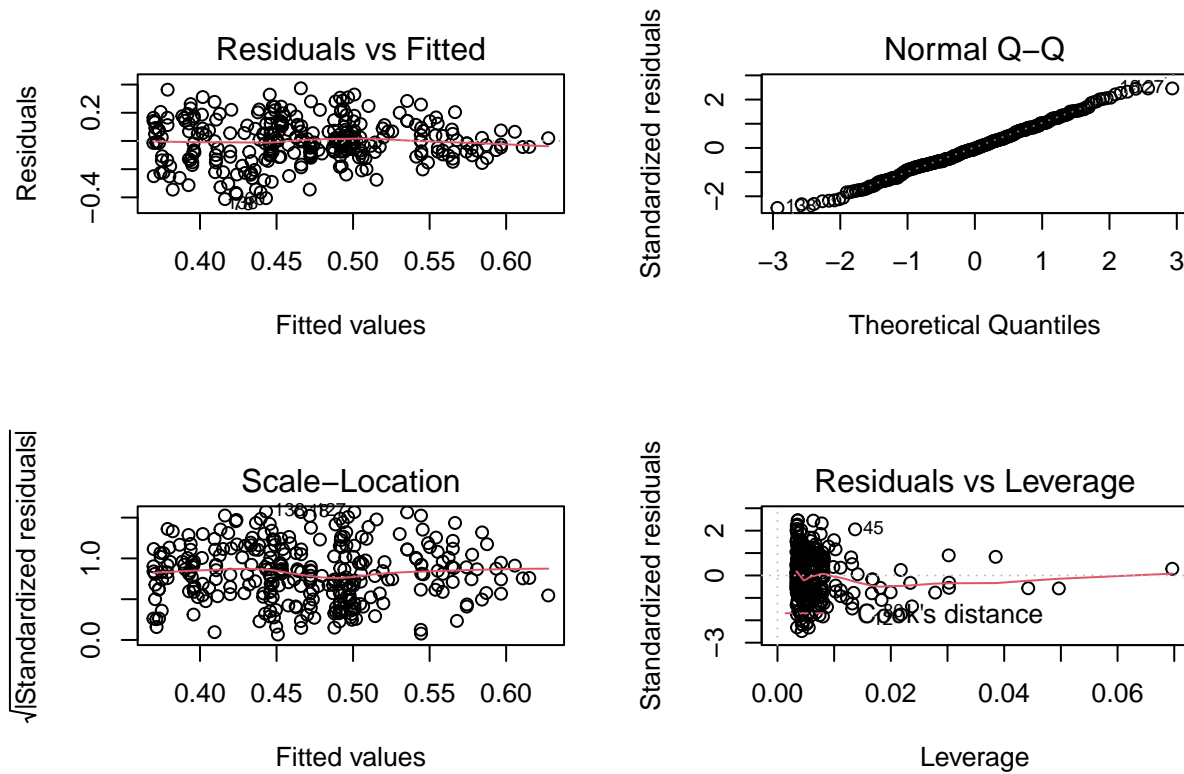 Residuals vs Fitted
Residuals
0.2
−0.4
0.40 0.45 0.50 0.55 0.60
Fitted values
Normal Q−Q
Standardized residuals
2
0
−2
−3 −2 −1 0 1 2 3
Theoretical Quantiles
Scale−Location
√|Standardized residuals|
1.0
0.0
0.40 0.45 0.50 0.55 0.60
Fitted values
Residuals vs Leverage
Standardized residuals
2
0
−3
45
Cook's distance
0.00 0.02 0.04 0.06
Leverage